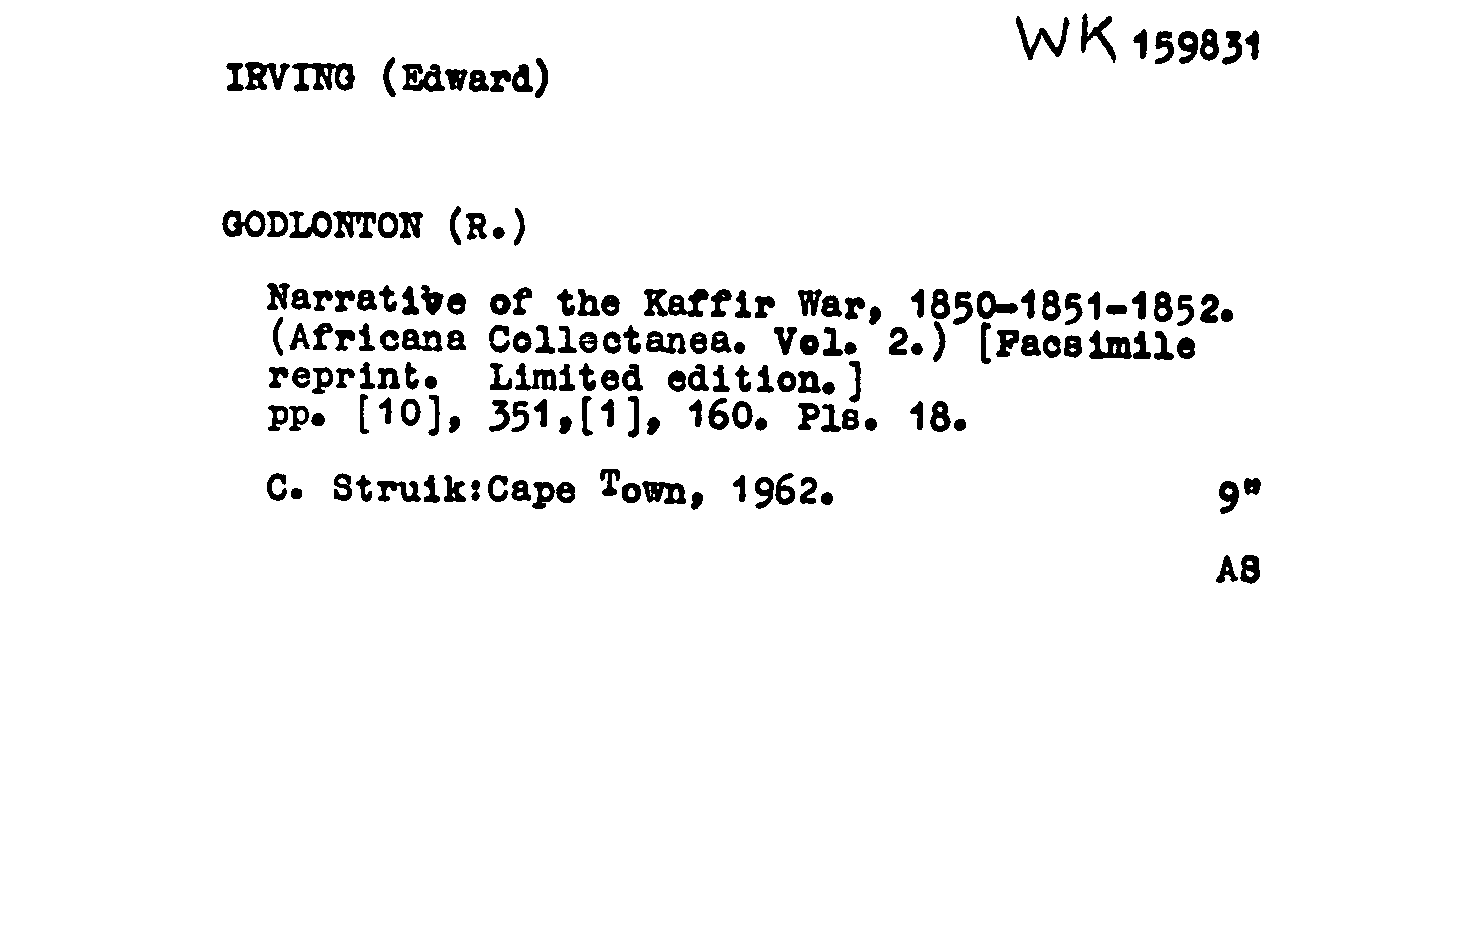 WK 159831
IRVING (Edward)
GODLONTON (R.)
Narrative of the Kaffir War, 1850-1851-1852.
(Africana Collectanea. Vol. 2.) [Facsimile
reprint. Limited edition.]
pp. [10], 351,[1], 160. Pls. 18.
C. Struik:Cape Town, 1962. 9"
AS